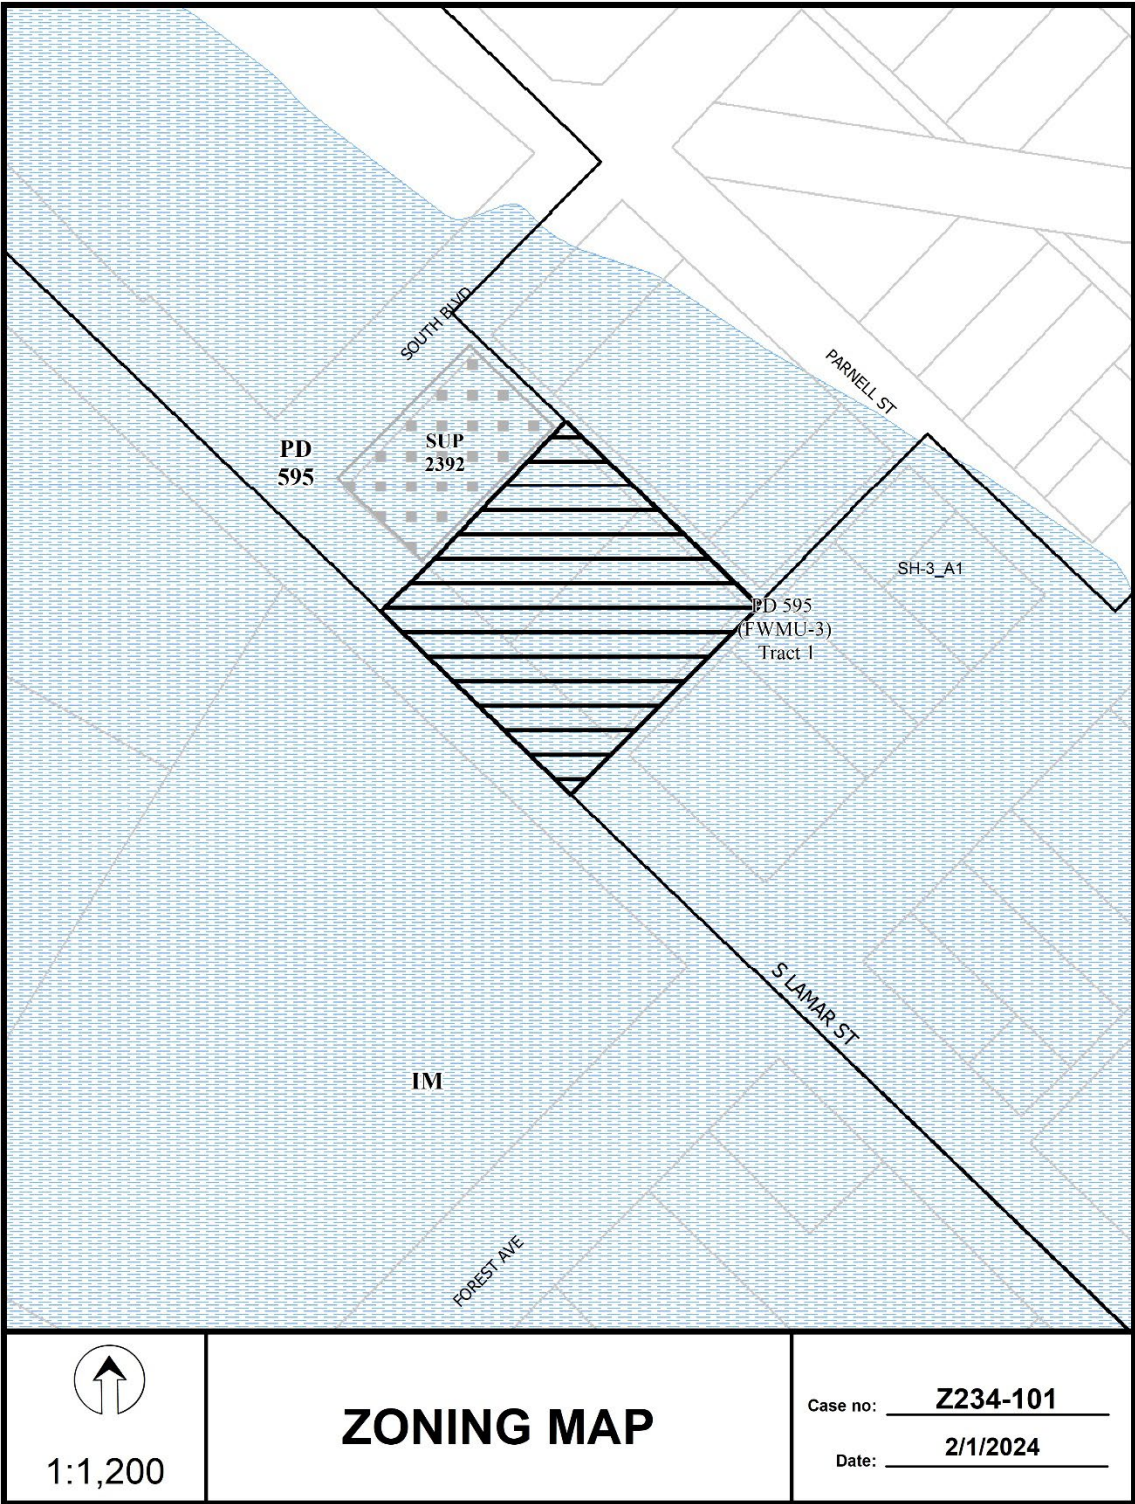 SOUTH BLVD
PARNELL ST
PD
595
SUP
2392
SH-3_A1
PD 595
(FWMU-3)
Tract 1
S LAMAR ST
IM
FOREST AVE
1:1,200
ZONING MAP
Case no: Z234-101
Date: 2/1/2024